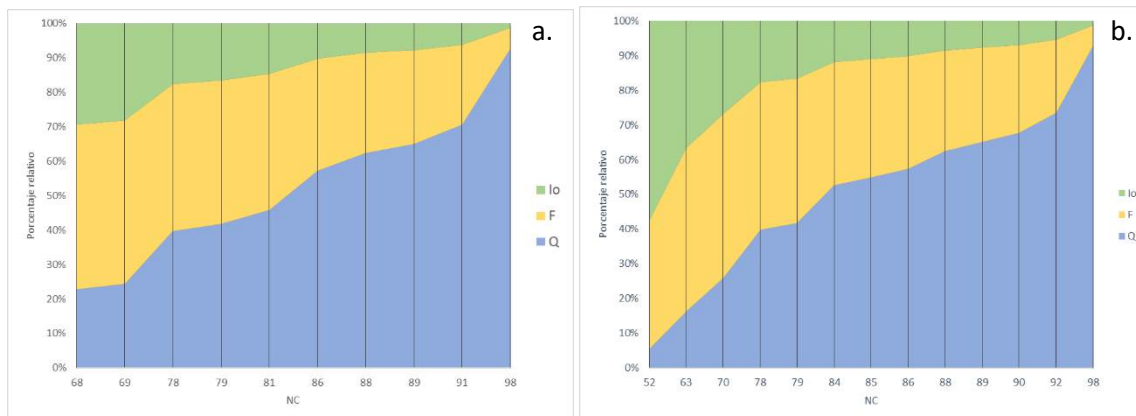 a.
100%
90%
80%
70%
60%
50%
40%
30%
20%
10%
0%
Porcentaje relativo
68 69 78 79 81 86 88 89 91 98
NC
Io
F
Q
b.
100%
90%
80%
70%
60%
50%
40%
30%
20%
10%
0%
Porcentaje relativo
52 63 70 78 79 84 85 86 88 89 90 92 98
NC
Io
F
Q